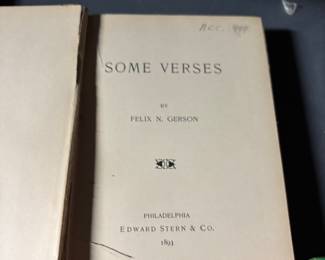 SOME VERSES
BY
FELIX N. GERSON
PHILADELPHIA
EDWARD STERN & CO.
1893